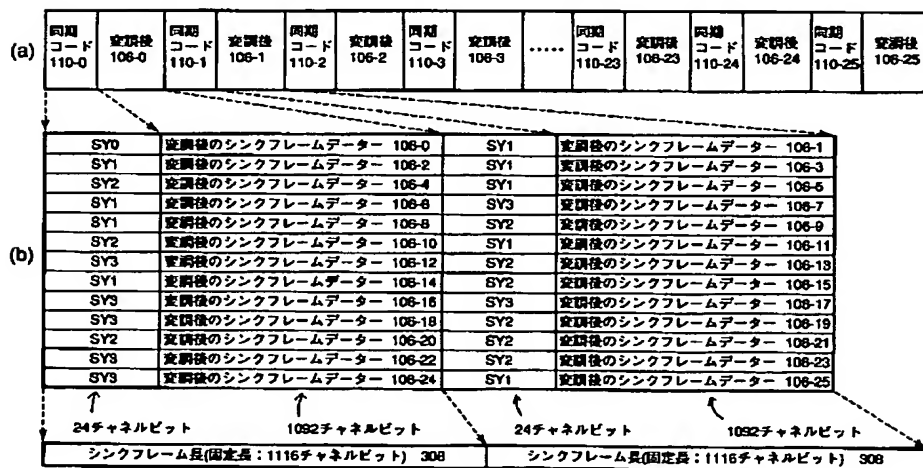 (a)
同期コード 110-0 変調後 106-0 同期コード 110-1 変調後 106-1 同期コード 110-2 変調後 106-2 同期コード 110-3 変調後 106-3 ..... 同期コード 110-23 変調後 106-23 同期コード 110-24 変調後 106-24 同期コード 110-25 変調後 106-25
(b)
SY0 変調後のシンクフレームデーター 106-0 SY1 変調後のシンクフレームデーター 106-1
SY1 変調後のシンクフレームデーター 106-2 SY1 変調後のシンクフレームデーター 106-3
SY2 変調後のシンクフレームデーター 106-4 SY1 変調後のシンクフレームデーター 106-5
SY1 変調後のシンクフレームデーター 106-6 SY3 変調後のシンクフレームデーター 106-7
SY1 変調後のシンクフレームデーター 106-8 SY2 変調後のシンクフレームデーター 106-9
SY2 変調後のシンクフレームデーター 106-10 SY1 変調後のシンクフレームデーター 106-11
SY3 変調後のシンクフレームデーター 106-12 SY2 変調後のシンクフレームデーター 106-13
SY1 変調後のシンクフレームデーター 106-14 SY2 変調後のシンクフレームデーター 106-15
SY3 変調後のシンクフレームデーター 106-16 SY3 変調後のシンクフレームデーター 106-17
SY3 変調後のシンクフレームデーター 106-18 SY2 変調後のシンクフレームデーター 106-19
SY2 変調後のシンクフレームデーター 106-20 SY2 変調後のシンクフレームデーター 106-21
SY3 変調後のシンクフレームデーター 106-22 SY2 変調後のシンクフレームデーター 106-23
SY3 変調後のシンクフレームデーター 106-24 SY1 変調後のシンクフレームデーター 106-25
24チャネルビット 1092チャネルビット 24チャネルビット 1092チャネルビット
シンクフレーム長(固定長：1116チャネルビット) 308 シンクフレーム長(固定長：1116チャネルビット) 308